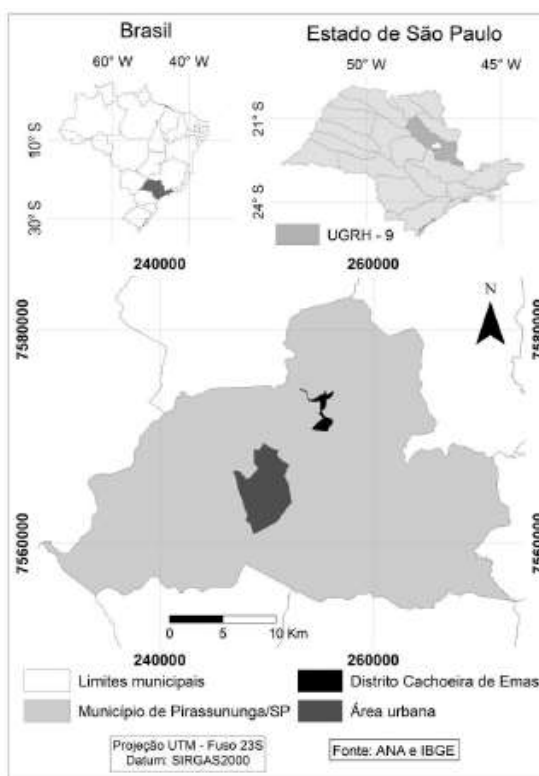 Brasil
Estado de São Paulo
60° W 40° W
50° W 45° W
10° S
30° S
21° S
24° S
UGRH - 9
240000 260000
7580000
7580000
N
7560000
7560000
0 5 10 Km
240000 260000
Limites municipais
Distrito Cachoeira de Emas
Município de Pirassununga/SP
Área urbana
Projeção UTM - Fuso 23S
Datum: SIRGAS2000
Fonte: ANA e IBGE